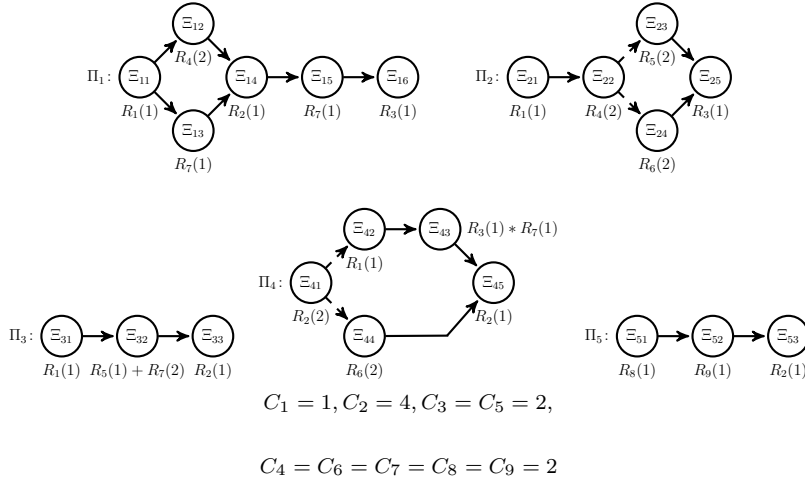 Π₁: Ξ₁₁ R₁(1) Ξ₁₂ R₄(2) Ξ₁₃ R₇(1) Ξ₁₄ R₂(1) Ξ₁₅ R₇(1) Ξ₁₆ R₃(1)
Π₂: Ξ₂₁ R₁(1) Ξ₂₂ R₄(2) Ξ₂₃ R₅(2) Ξ₂₄ R₆(2) Ξ₂₅ R₃(1)
Π₃: Ξ₃₁ R₁(1) Ξ₃₂ R₅(1) + R₇(2) Ξ₃₃ R₂(1)
Π₄: Ξ₄₁ R₂(2) Ξ₄₂ R₁(1) Ξ₄₃ R₃(1) * R₇(1) Ξ₄₄ R₆(2) Ξ₄₅ R₂(1)
Π₅: Ξ₅₁ R₈(1) Ξ₅₂ R₉(1) Ξ₅₃ R₂(1)
C₁ = 1, C₂ = 4, C₃ = C₅ = 2,
C₄ = C₆ = C₇ = C₈ = C₉ = 2